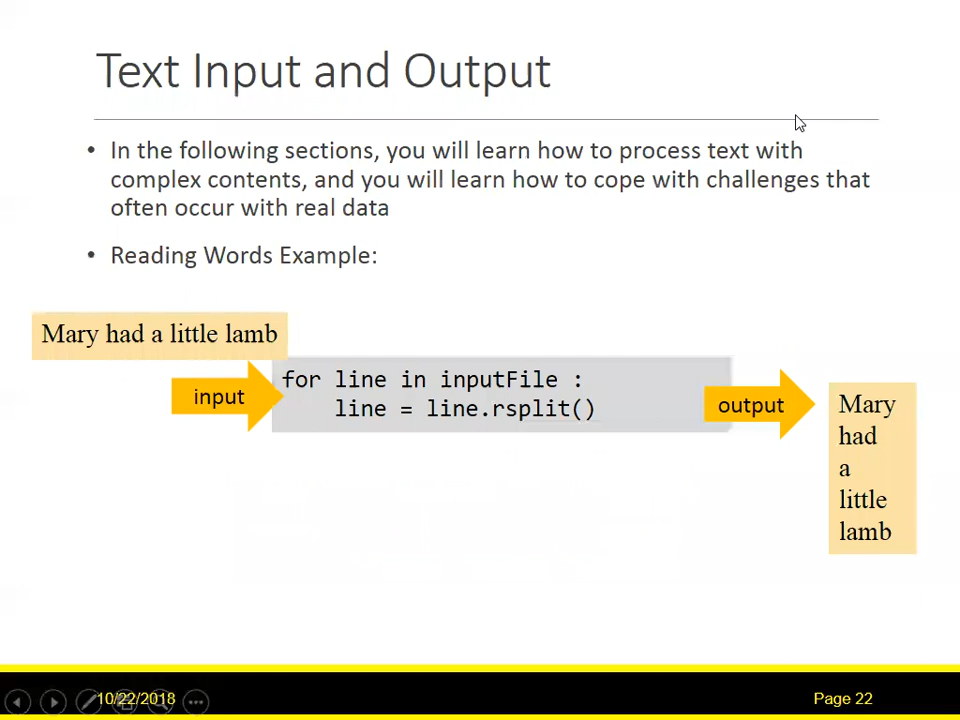 Text Input and Output
• In the following sections, you will learn how to process text with
complex contents, and you will learn how to cope with challenges that
often occur with real data
• Reading Words Example:
Mary had a little lamb
input
for line in inputFile :
    line = line.rsplit()
output
Mary
had
a
little
lamb
10/22/2018
Page 22